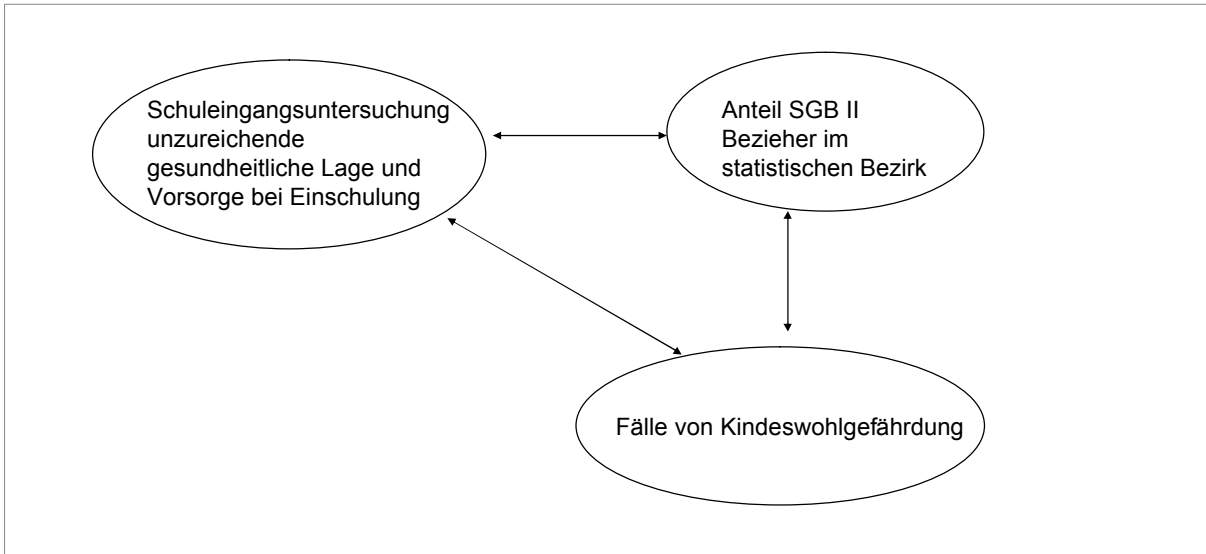 Schuleingangsuntersuchung
unzureichende
gesundheitliche Lage und
Vorsorge bei Einschulung
Anteil SGB II
Bezieher im
statistischen Bezirk
Fälle von Kindeswohlgefährdung